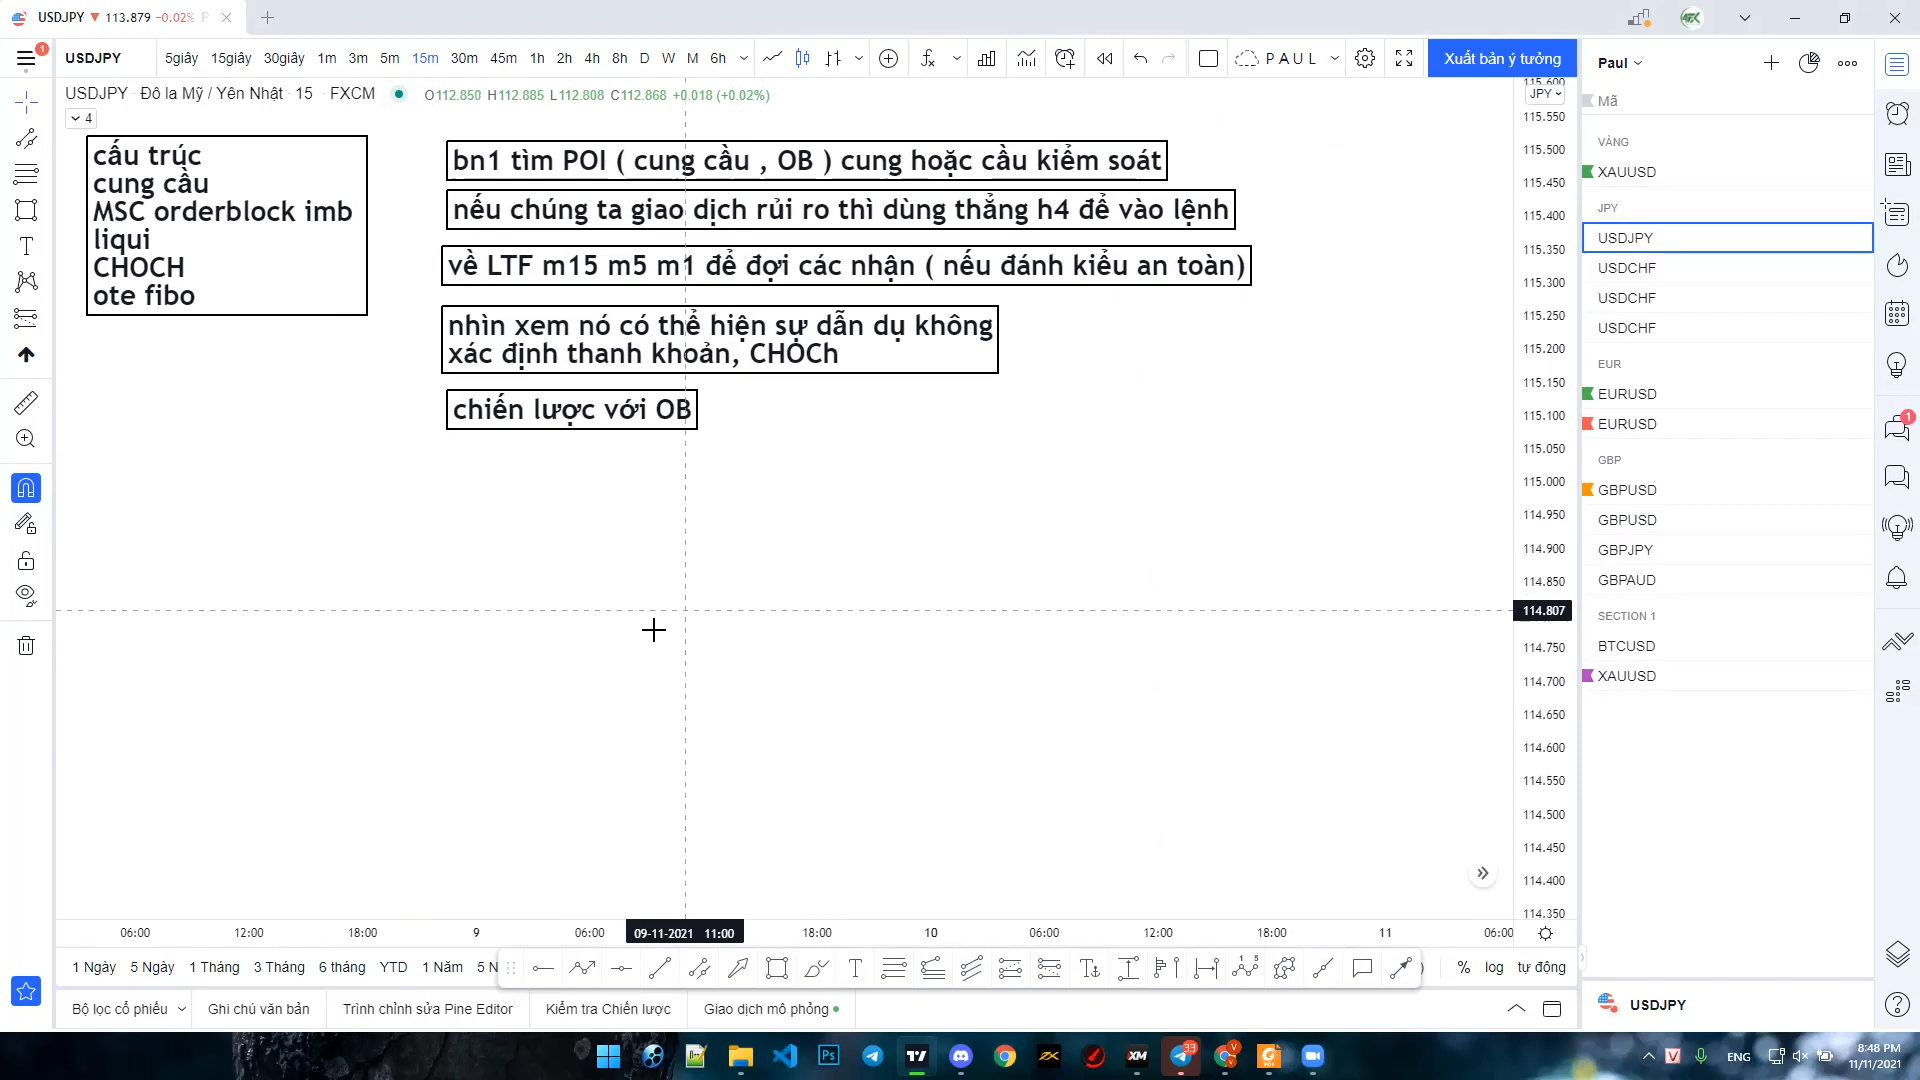 USDJPY ▼ 113.879 −0.02% P
USDJPY 5giây 15giây 30giây 1m 3m 5m 15m 30m 45m 1h 2h 4h 8h D W M 6h PAUL Xuất bản ý tưởng
USDJPY · Đô la Mỹ / Yên Nhật · 15 · FXCM O112.850 H112.885 L112.808 C112.868 +0.018 (+0.02%)
4
cấu trúc
cung cầu
MSC orderblock imb
liqui
CHOCH
ote fibo
bn1 tìm POI ( cung cầu , OB ) cung hoặc cầu kiểm soát
nếu chúng ta giao dịch rủi ro thì dùng thẳng h4 để vào lệnh
về LTF m15 m5 m1 để đợi các nhận ( nếu đánh kiểu an toàn)
nhìn xem nó có thể hiện sự dẫn dụ không
xác định thanh khoản, CHOCh
chiến lược với OB
115.600
JPY
115.550
115.500
115.450
115.400
115.350
115.300
115.250
115.200
115.150
115.100
115.050
115.000
114.950
114.900
114.850
114.807
114.750
114.700
114.650
114.600
114.550
114.500
114.450
114.400
114.350
06:00 12:00 18:00 9 06:00 09-11-2021 11:00 18:00 10 06:00 12:00 18:00 11 06:00
1 Ngày 5 Ngày 1 Tháng 3 Tháng 6 tháng YTD 1 Năm 5 N % log tự động
Bộ lọc cổ phiếu Ghi chú văn bản Trình chỉnh sửa Pine Editor Kiểm tra Chiến lược Giao dịch mô phỏng
Paul
Mã
VÀNG
XAUUSD
JPY
USDJPY
USDCHF
USDCHF
USDCHF
EUR
EURUSD
EURUSD
GBP
GBPUSD
GBPUSD
GBPJPY
GBPAUD
SECTION 1
BTCUSD
XAUUSD
USDJPY
1
1
33
ENG
8:48 PM
11/11/2021